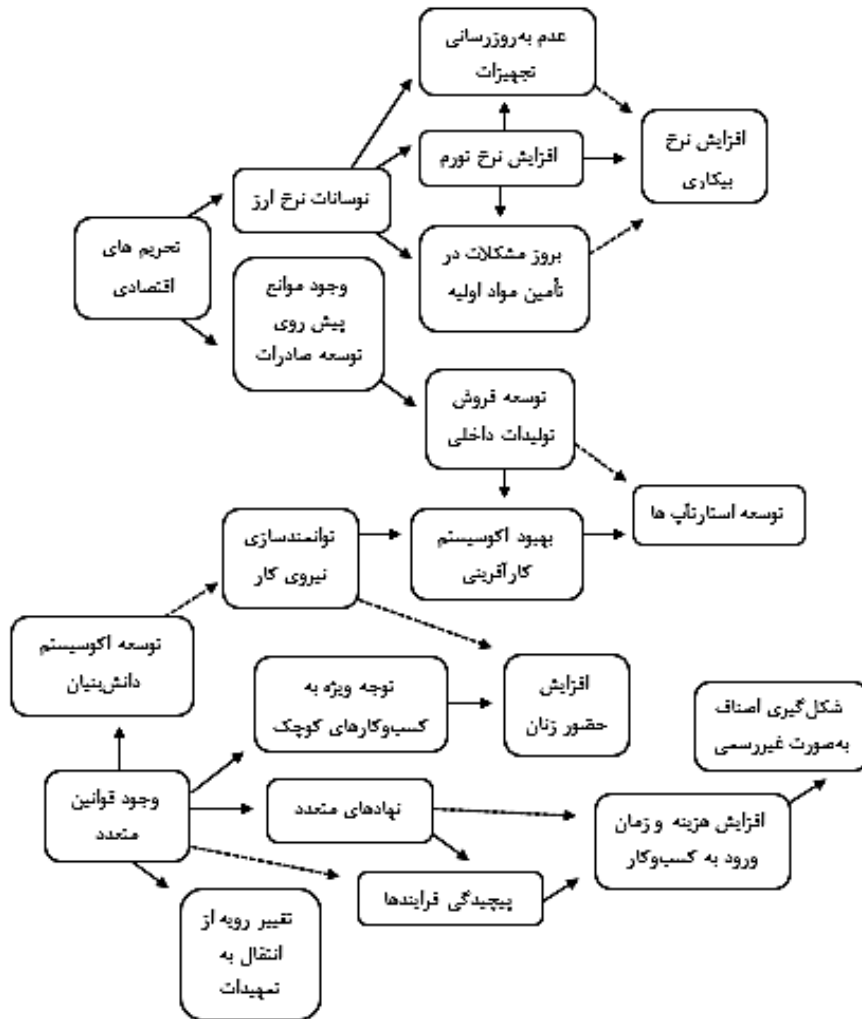 عدم به‌روزرسانی
تجهیزات
افزایش نرخ
بیکاری
افزایش نرخ تورم
نوسانات نرخ ارز
بروز مشکلات در
تأمین مواد اولیه
تحریم های
اقتصادی
وجود موانع
پیش روی
توسعه صادرات
توسعه فروش
تولیدات داخلی
توسعه استارتآپ ها
بهبود اکوسیستم
کارآفرینی
توانمندسازی
نیروی کار
توسعه اکوسیستم
دانش‌بنیان
افزایش
حضور زنان
توجه ویژه به
کسب‌وکارهای کوچک
شکل‌گیری اصناف
به‌صورت غیررسمی
وجود قوانین
متعدد
نهادهای متعدد
افزایش هزینه و زمان
ورود به کسب‌وکار
پیچیدگی فرایندها
تغییر رویه از
انتقال به
تمهیدات